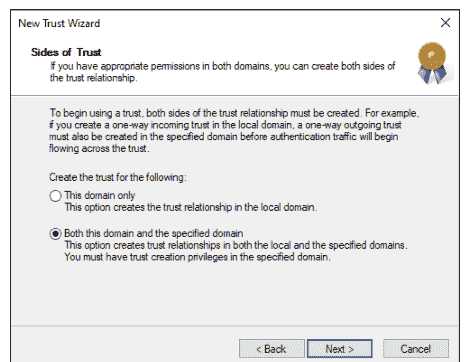 New Trust Wizard
Sides of Trust
If you have appropriate permissions in both domains, you can create both sides of
the trust relationship.
To begin using a trust, both sides of the trust relationship must be created. For example,
if you create a one-way incoming trust in the local domain, a one-way outgoing trust
must also be created in the specified domain before authentication traffic will begin
flowing across the trust.
Create the trust for the following:
This domain only
This option creates the trust relationship in the local domain.
Both this domain and the specified domain
This option creates trust relationships in both the local and the specified domains.
You must have trust creation privileges in the specified domain.
< Back Next > Cancel